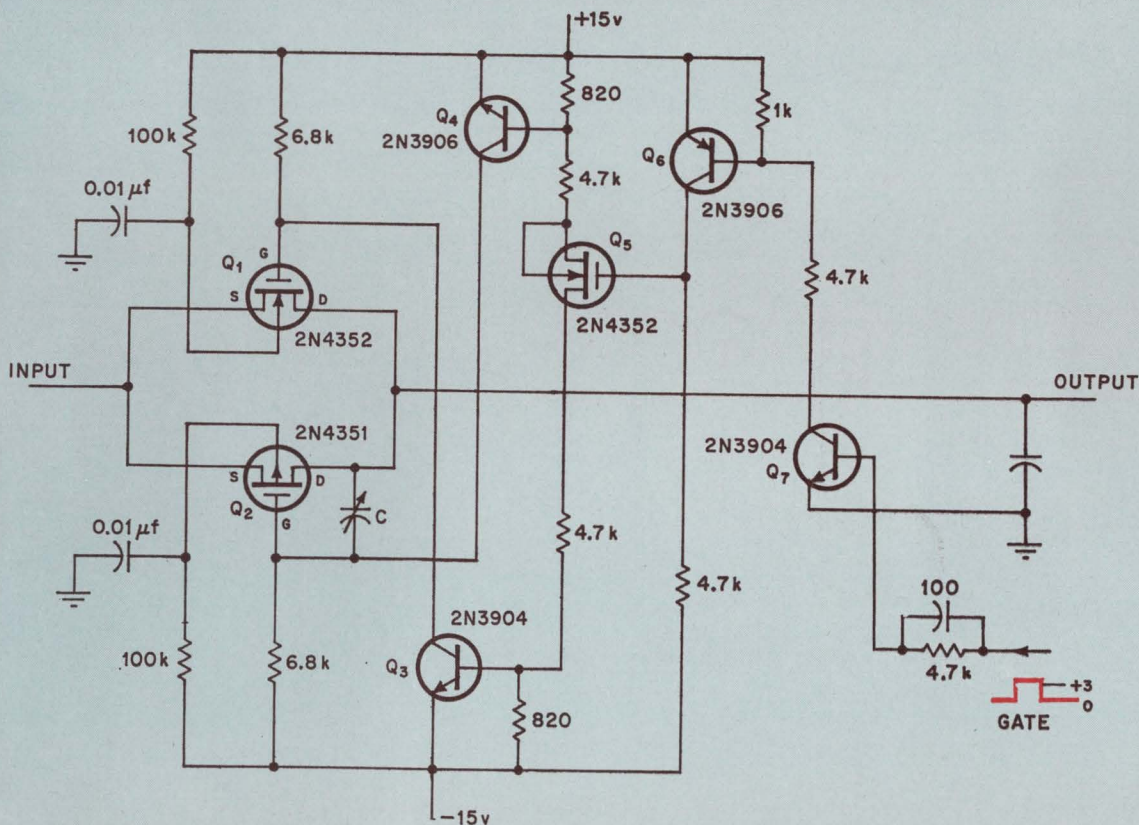 +15v
100k
6.8k
Q4
2N3906
820
4.7k
1k
Q6
2N3906
0.01 µf
G
Q1
S
D
2N4352
Q5
2N4352
4.7k
INPUT
OUTPUT
2N4351
S
D
Q2
G
C
2N3904
Q7
0.01 µf
4.7k
4.7k
100
4.7k
2N3904
100k
6.8k
Q3
820
+3
0
GATE
-15v